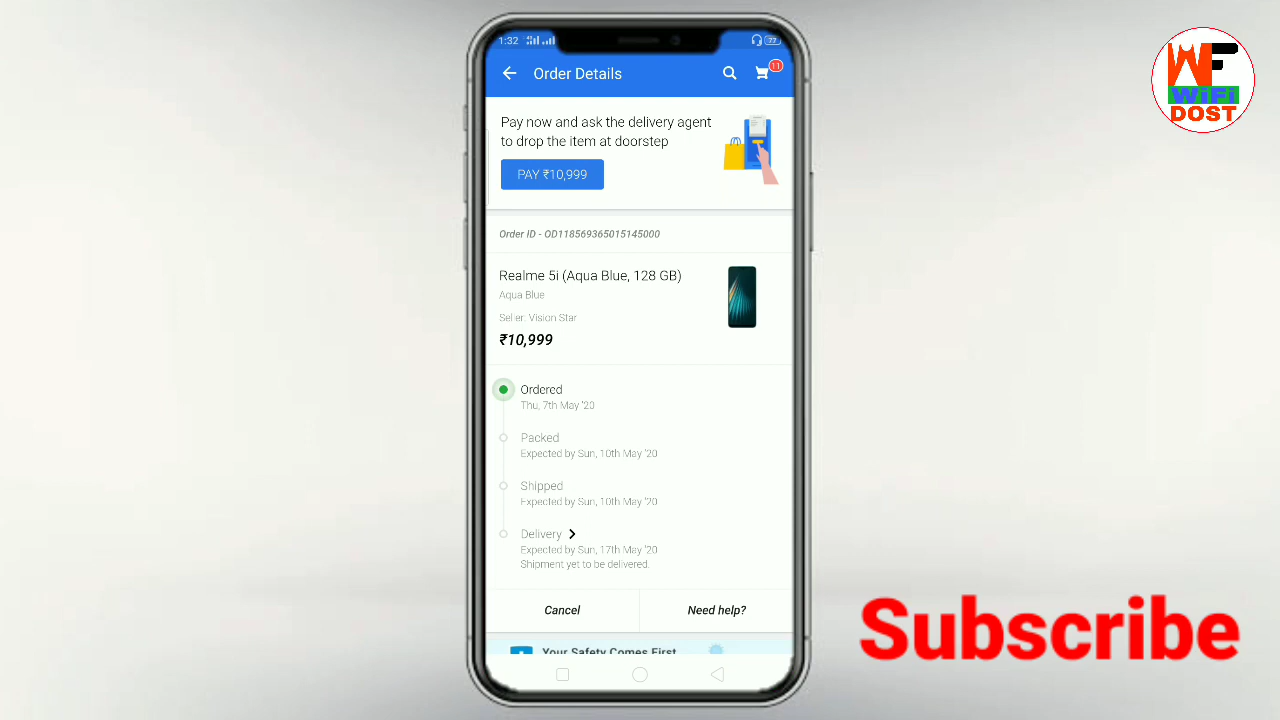 1:32
77
Order Details
11
Pay now and ask the delivery agent
to drop the item at doorstep
PAY ₹10,999
Order ID - OD118569365015145000
Realme 5i (Aqua Blue, 128 GB)
Aqua Blue
Seller: Vision Star
₹10,999
Ordered
Thu, 7th May '20
Packed
Expected by Sun, 10th May '20
Shipped
Expected by Sun, 10th May '20
Delivery
Expected by Sun, 17th May '20
Shipment yet to be delivered.
Cancel
Need help?
Your Safety Comes First
WF
WiFi
DOST
Subscribe